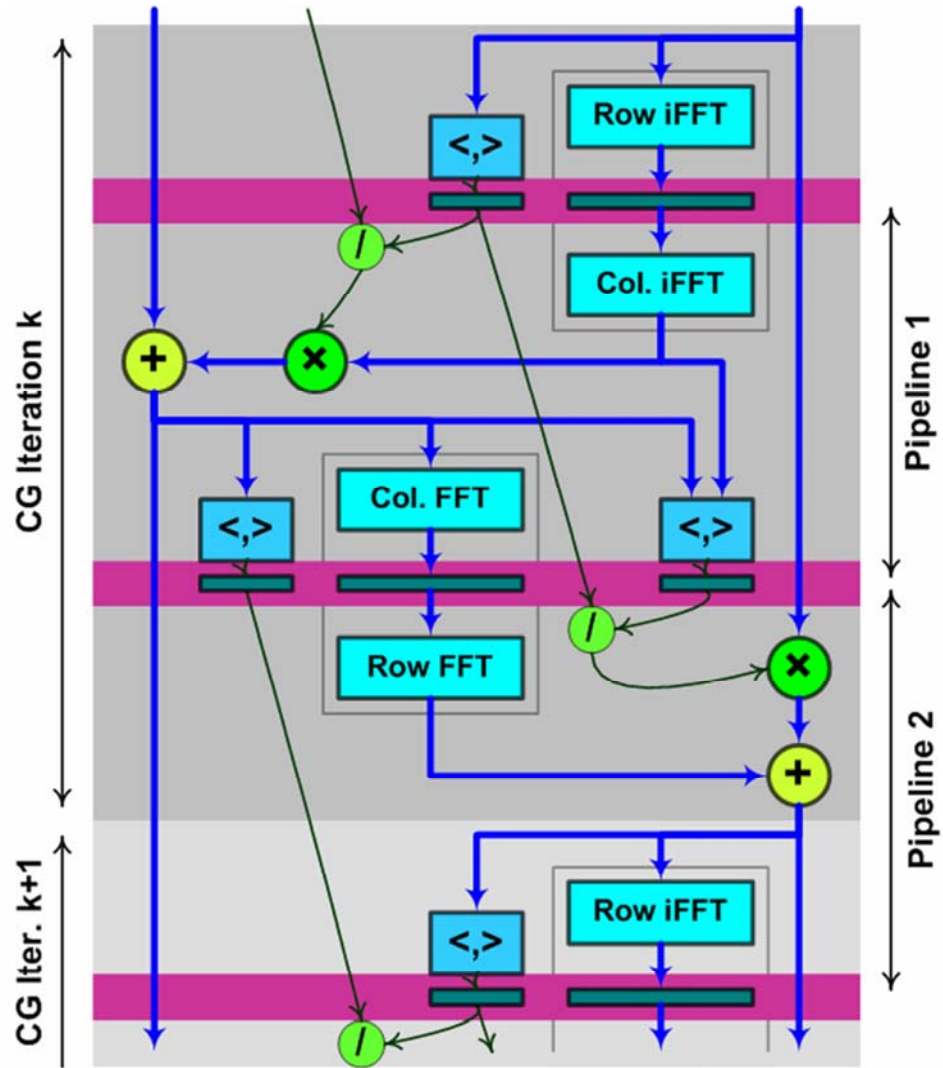 Row iFFT
<,>
/
Col. iFFT
CG Iteration k
Pipeline 1
+
×
Col. FFT
<,>
<,>
/
Row FFT
×
Pipeline 2
+
CG Iter. k+1
Row iFFT
<,>
/